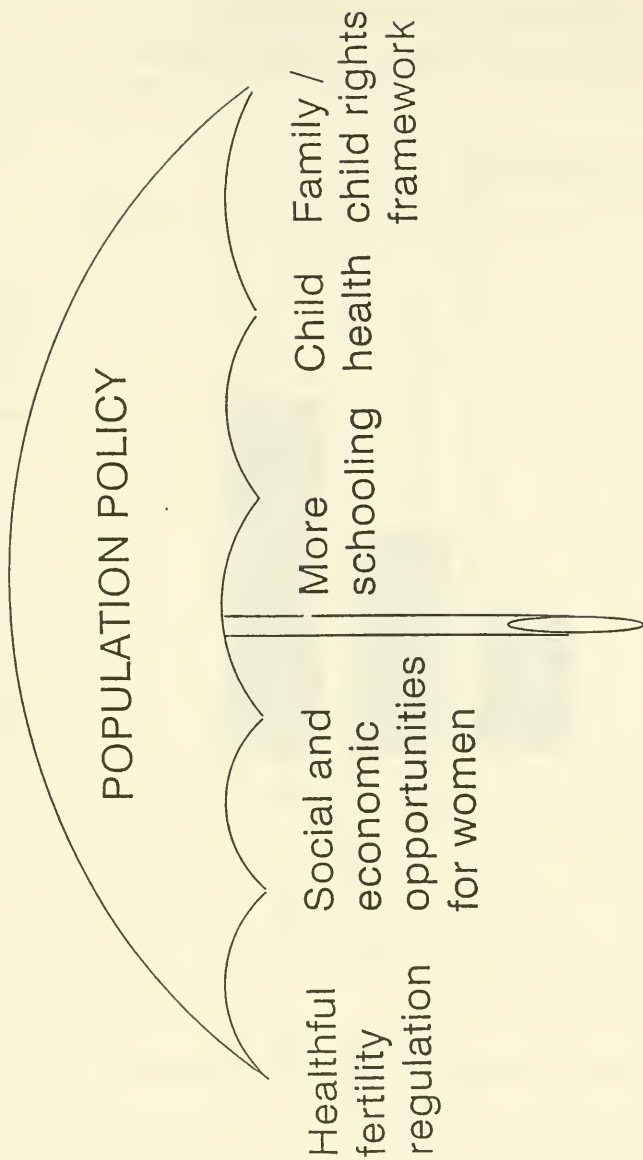 POPULATION POLICY
Healthful
fertility
regulation
Social and
economic
opportunities
for women
More
schooling
Child
health
Family /
child rights
framework